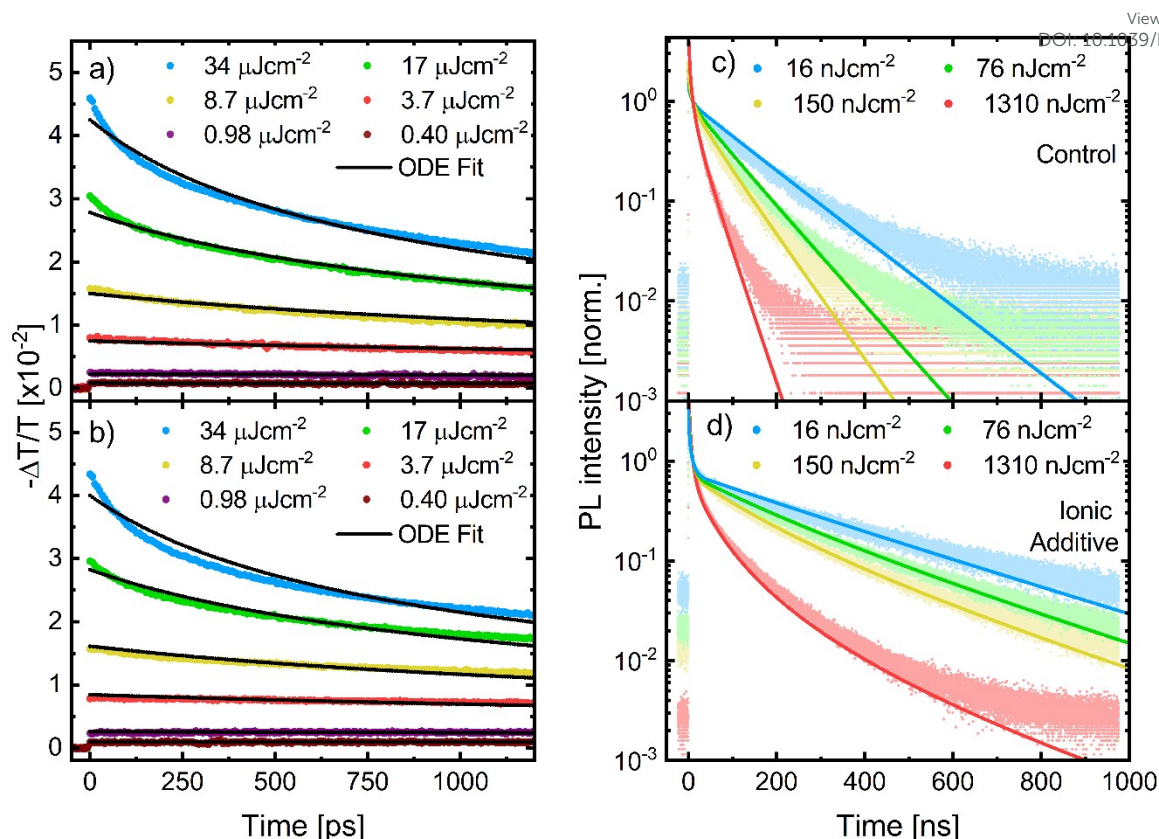 View
DOI: 10.1039/
a)
34 µJcm-2
17 µJcm-2
8.7 µJcm-2
3.7 µJcm-2
0.98 µJcm-2
0.40 µJcm-2
ODE Fit
5
4
3
2
1
0
-ΔT/T [x10-2]
b)
34 µJcm-2
17 µJcm-2
8.7 µJcm-2
3.7 µJcm-2
0.98 µJcm-2
0.40 µJcm-2
ODE Fit
5
4
3
2
1
0
0 250 500 750 1000
Time [ps]
c)
16 nJcm-2
76 nJcm-2
150 nJcm-2
1310 nJcm-2
Control
100
10-1
10-2
10-3
PL intensity [norm.]
d)
16 nJcm-2
76 nJcm-2
150 nJcm-2
1310 nJcm-2
Ionic
Additive
100
10-1
10-2
10-3
0 200 400 600 800 1000
Time [ns]